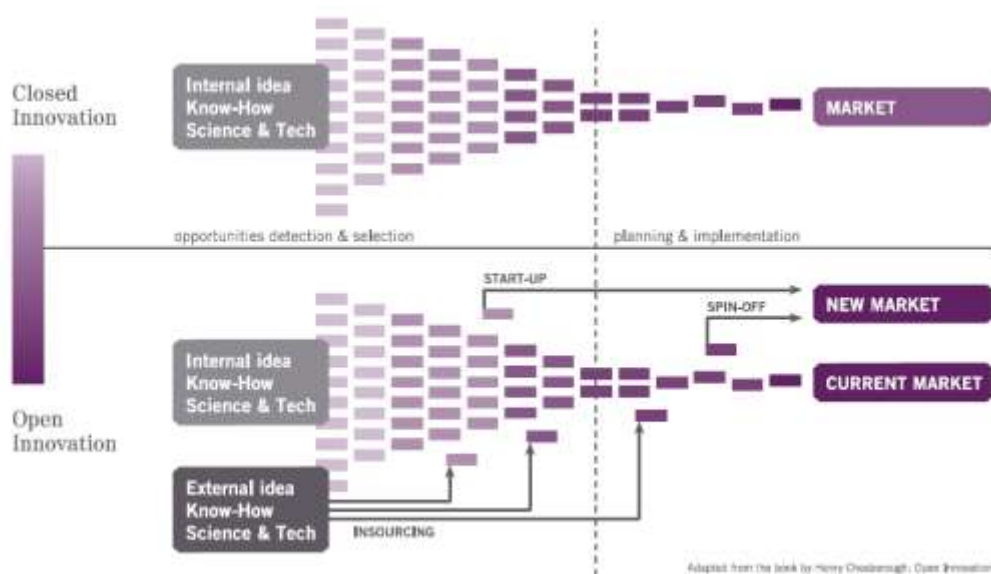 Closed
Innovation
Internal idea
Know-How
Science & Tech
MARKET
opportunities detection & selection
planning & implementation
START-UP
NEW MARKET
SPIN-OFF
Internal idea
Know-How
Science & Tech
CURRENT MARKET
Open
Innovation
External idea
Know-How
Science & Tech
INSOURCING
Adapted from the book by Henry Chesbrough, Open Innovation